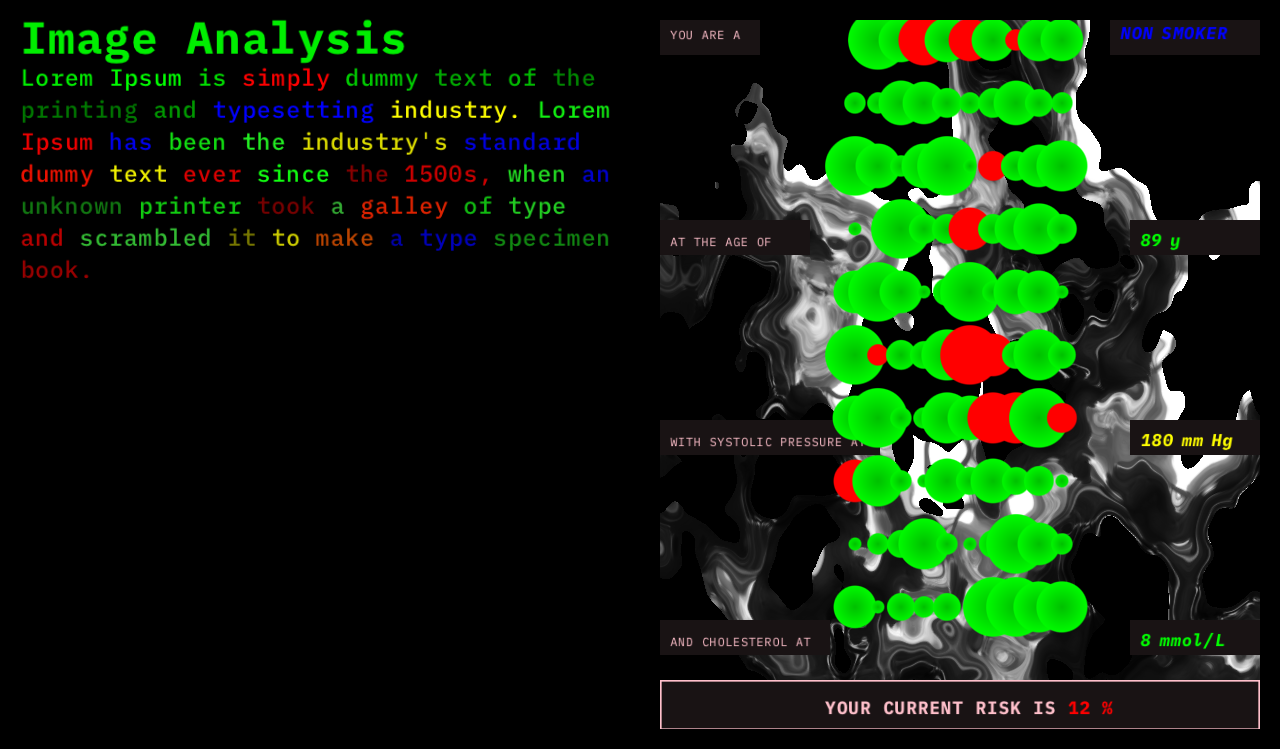 Image Analysis
Lorem Ipsum is simply dummy text of the
printing and typesetting industry. Lorem
Ipsum has been the industry's standard
dummy text ever since the 1500s, when an
unknown printer took a galley of type
and scrambled it to make a type specimen
book.
YOU ARE A
NON SMOKER
AT THE AGE OF
89 y
WITH SYSTOLIC PRESSURE AT
180 mm Hg
AND CHOLESTEROL AT
8 mmol/L
YOUR CURRENT RISK IS 12 %